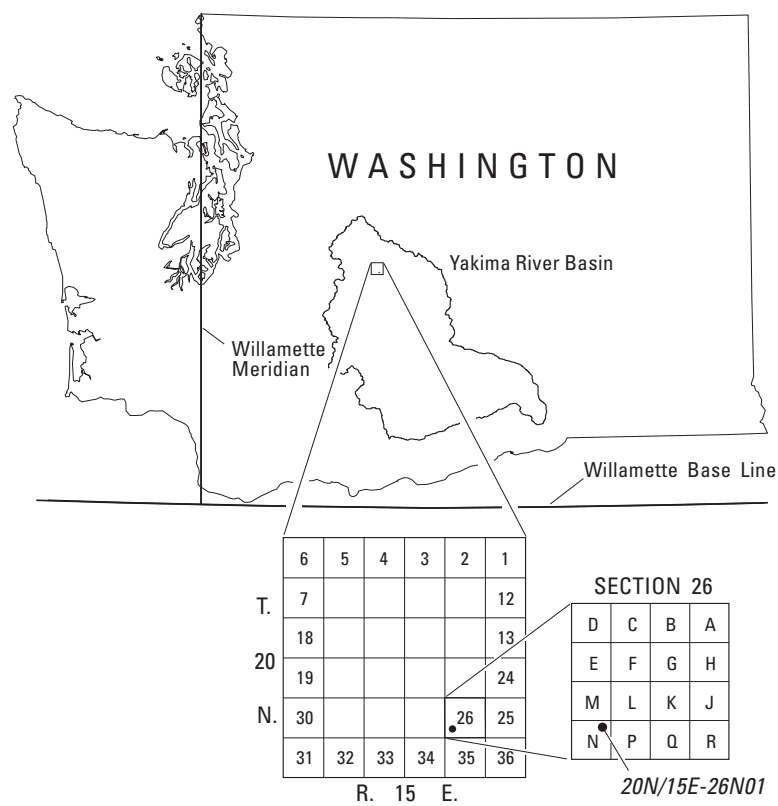 WASHINGTON
Yakima River Basin
Willamette
Meridian
Willamette Base Line
6 5 4 3 2 1
T. 7 12
18 13
20 19 24
N. 30 26 25
31 32 33 34 35 36
R. 15 E.
SECTION 26
D C B A
E F G H
M L K J
N P Q R
20N/15E-26N01